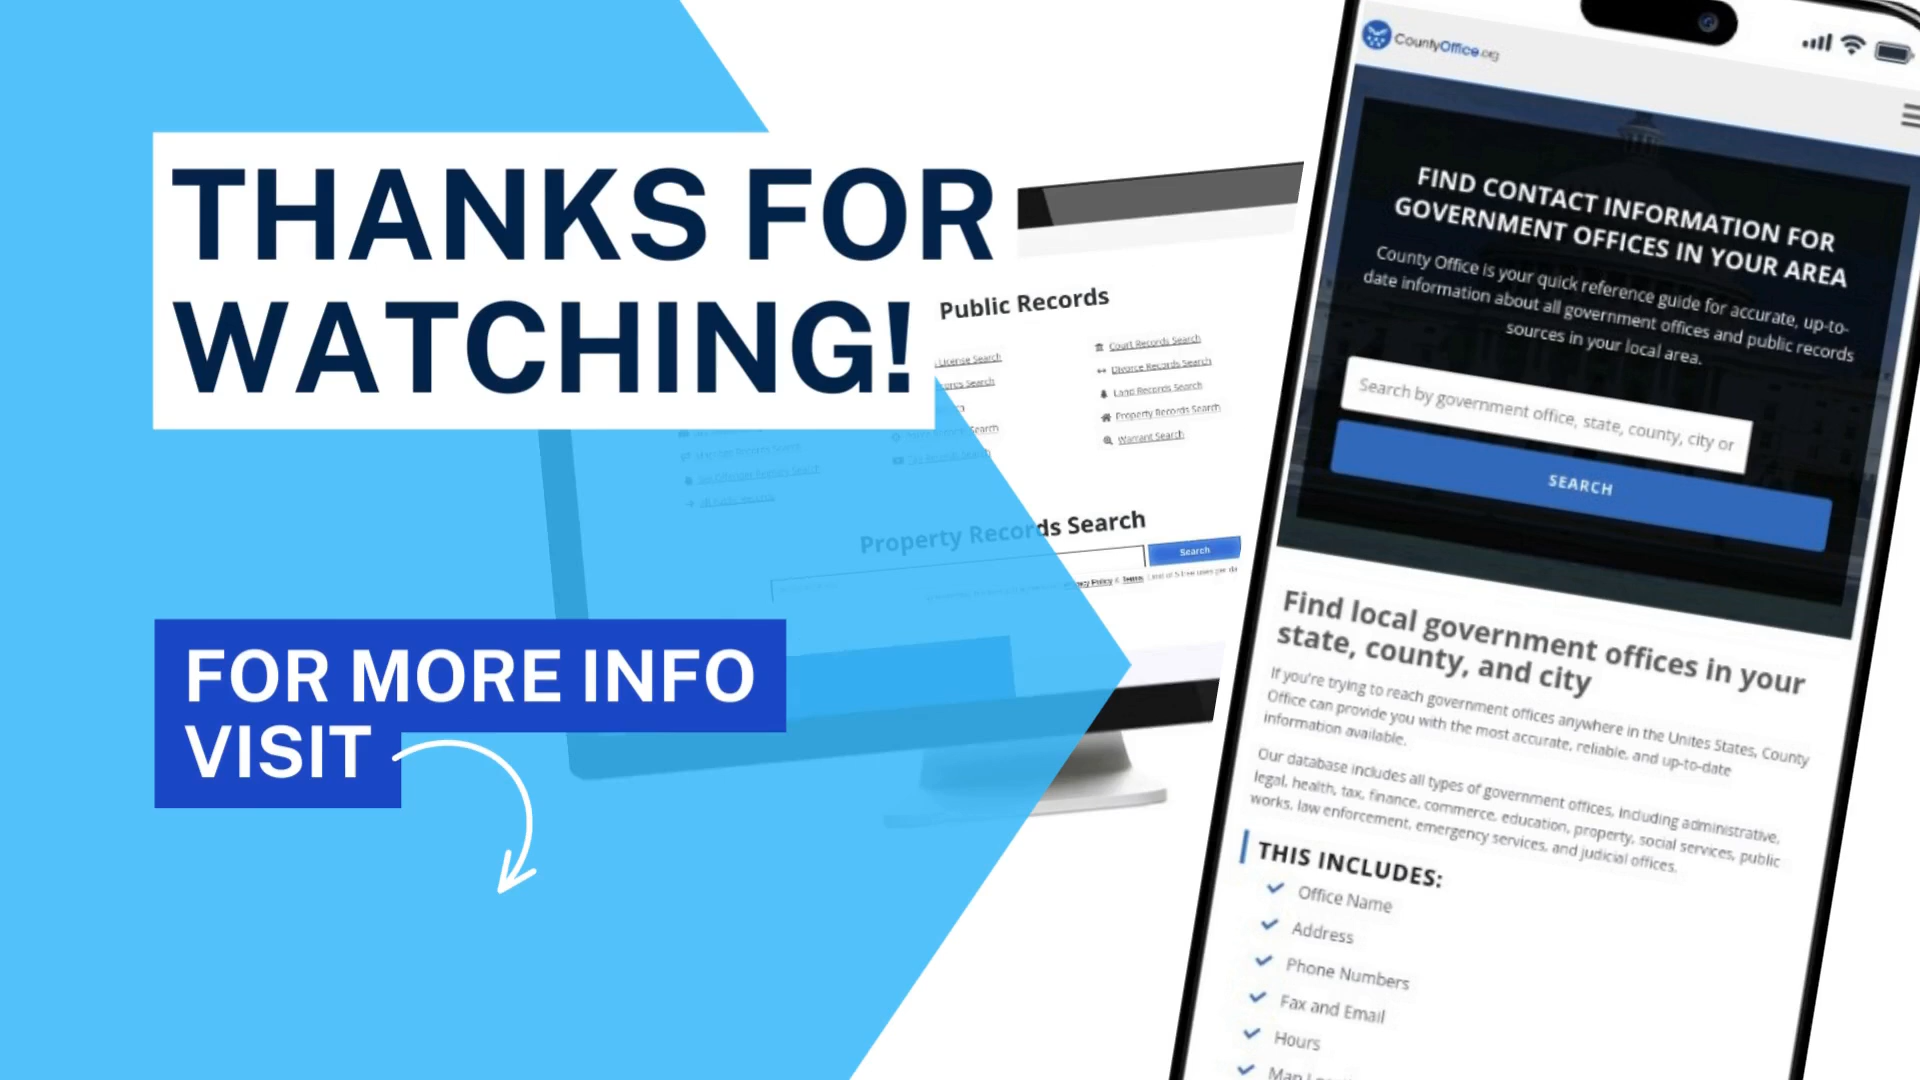 THANKS FOR
WATCHING!
FOR MORE INFO
VISIT
Public Records
License Search
Search
Search
Court Records Search
Divorce Records Search
Land Records Search
Property Records Search
Warrant Search
Property Records Search
Search
CountyOffice.org
FIND CONTACT INFORMATION FOR
GOVERNMENT OFFICES IN YOUR AREA
County Office is your quick reference guide for accurate, up-to-
date information about all government offices and public records
sources in your local area.
Search by government office, state, county, city or
SEARCH
Find local government offices in your
state, county, and city
If you're trying to reach government offices anywhere in the Unites States, County
Office can provide you with the most accurate, reliable, and up-to-date
information available.
Our database includes all types of government offices, including administrative,
legal, health, tax, finance, commerce, education, property, social services, public
works, law enforcement, emergency services, and judicial offices.
THIS INCLUDES:
Office Name
Address
Phone Numbers
Fax and Email
Hours